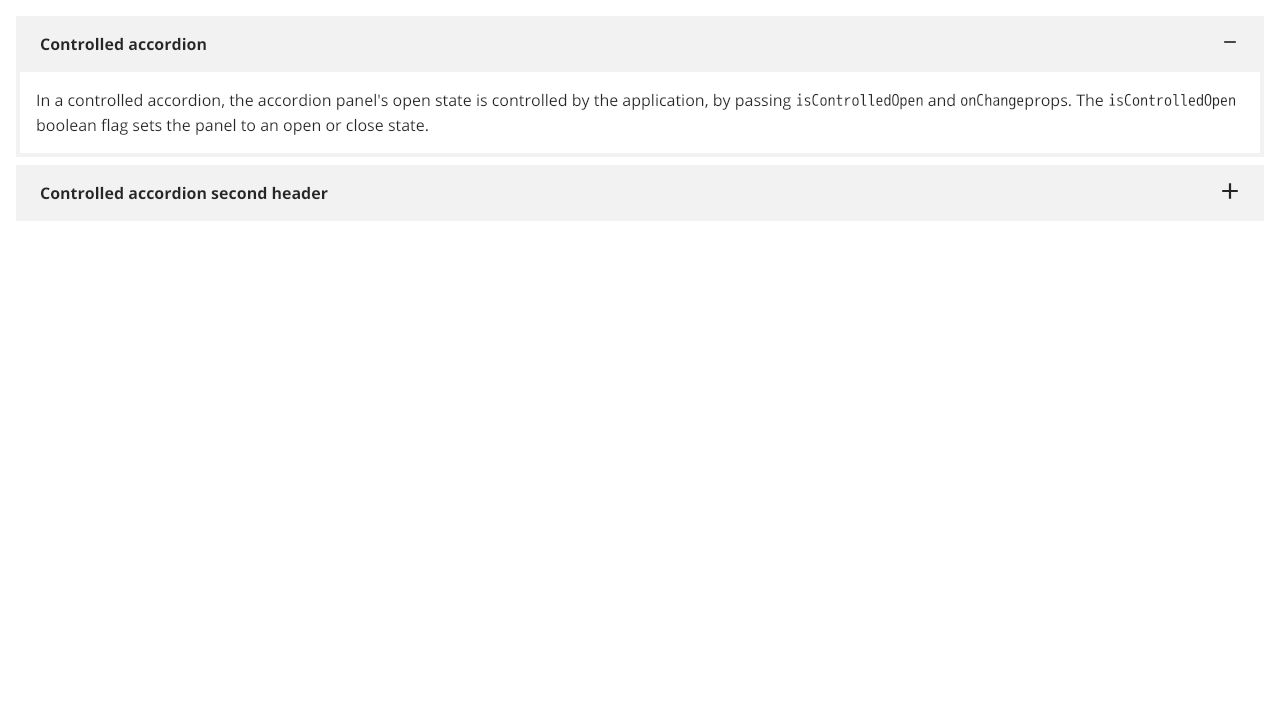 Controlled accordion
In a controlled accordion, the accordion panel's open state is controlled by the application, by passing isControlledOpen and onChangeprops. The isControlledOpen
boolean flag sets the panel to an open or close state.
Controlled accordion second header